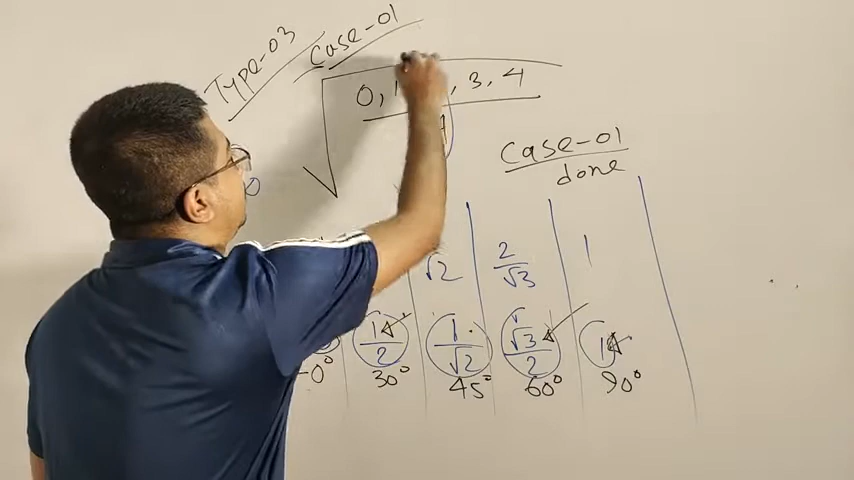 Type-03
Case-01
0, 1 , 3, 4
Case-01
done
√2 2/√3 1
1/2 1/√2 √3/2 1
0° 30° 45° 60° 90°